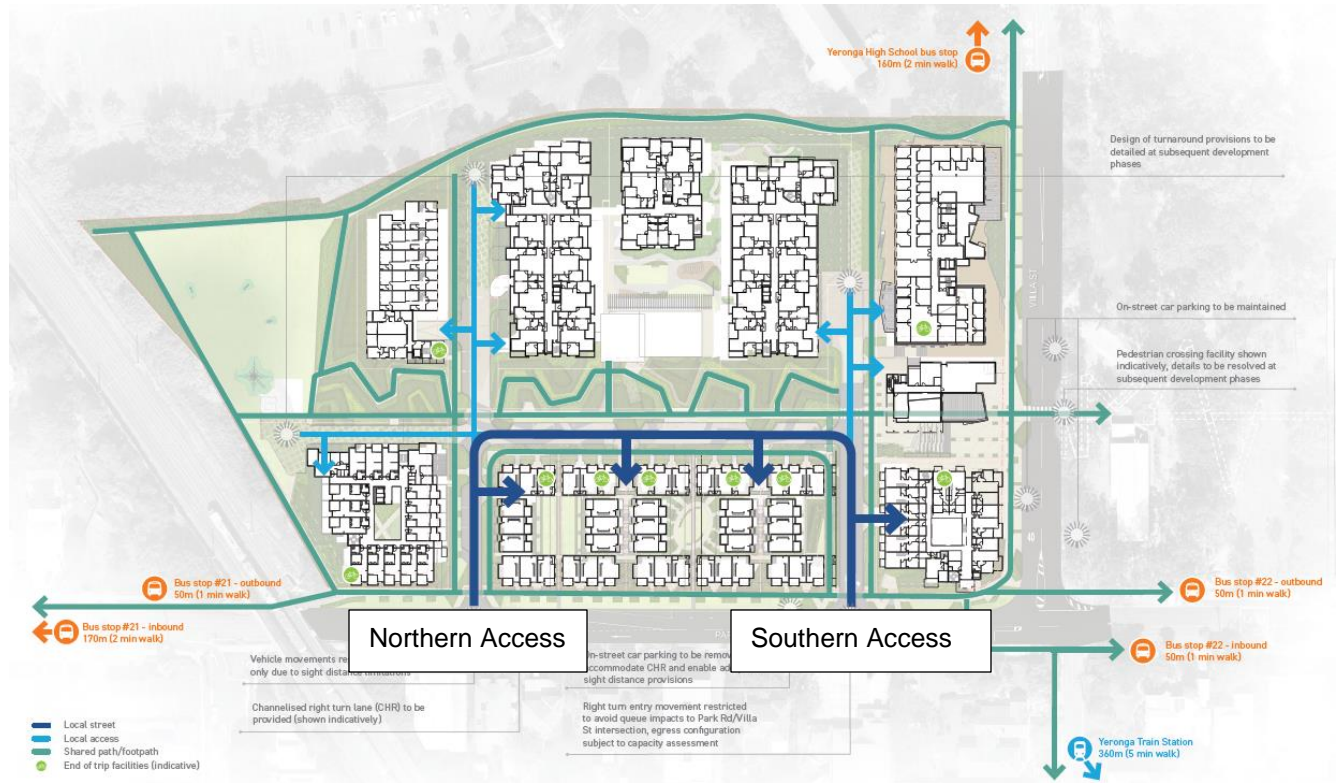 Yeronga High School bus stop
160m (2 min walk)
Design of turnaround provisions to be
detailed at subsequent development
phases
VILLA ST
On-street car parking to be maintained
Pedestrian crossing facility shown
indicatively, details to be resolved at
subsequent development phases
40
Bus stop #21 - outbound
50m (1 min walk)
Bus stop #21 - inbound
170m (2 min walk)
Bus stop #22 - outbound
50m (1 min walk)
Bus stop #22 - inbound
50m (1 min walk)
Northern Access
Southern Access
Vehicle movements
only due to sight distance limitations
Channelised right turn lane (CHR) to be
provided (shown indicatively)
On-street car parking to be
accommodate CHR and enable
sight distance provisions
Right turn entry movement restricted
to avoid queue impacts to Park Rd/Villa
St intersection, egress configuration
subject to capacity assessment
Local street
Local access
Shared path/footpath
End of trip facilities (indicative)
Yeronga Train Station
360m (5 min walk)